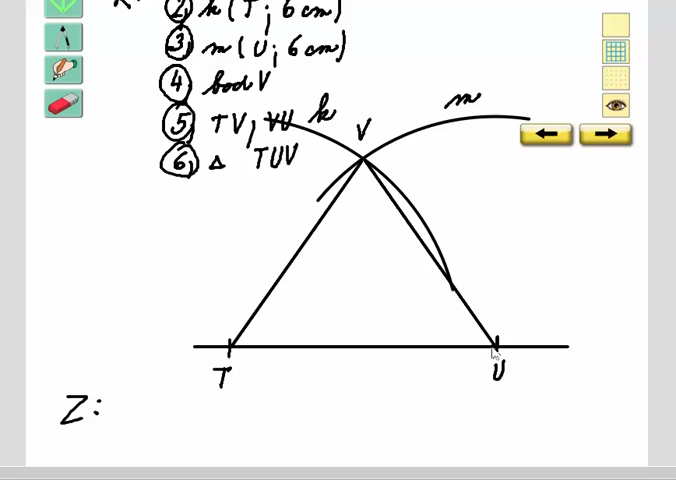 2, k ( T ; 6 cm )
3, m ( U ; 6 cm )
4 bod V
5 TV, VU
6, △ TUV
k
m
V
T
U
Z: